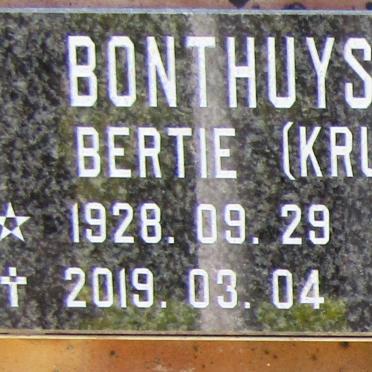 BONTHUYS
BERTIE (KRU
1928. 09. 29
2019. 03. 04